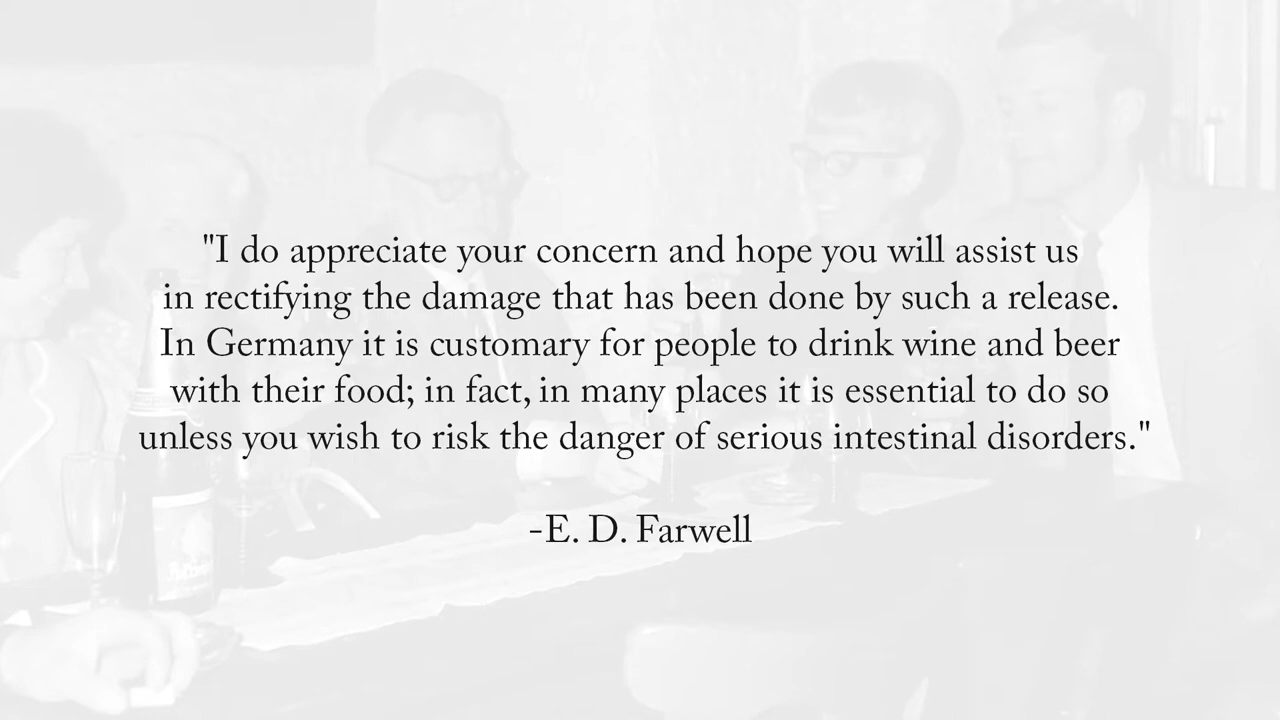 "I do appreciate your concern and hope you will assist us
in rectifying the damage that has been done by such a release.
In Germany it is customary for people to drink wine and beer
with their food; in fact, in many places it is essential to do so
unless you wish to risk the danger of serious intestinal disorders."
-E. D. Farwell